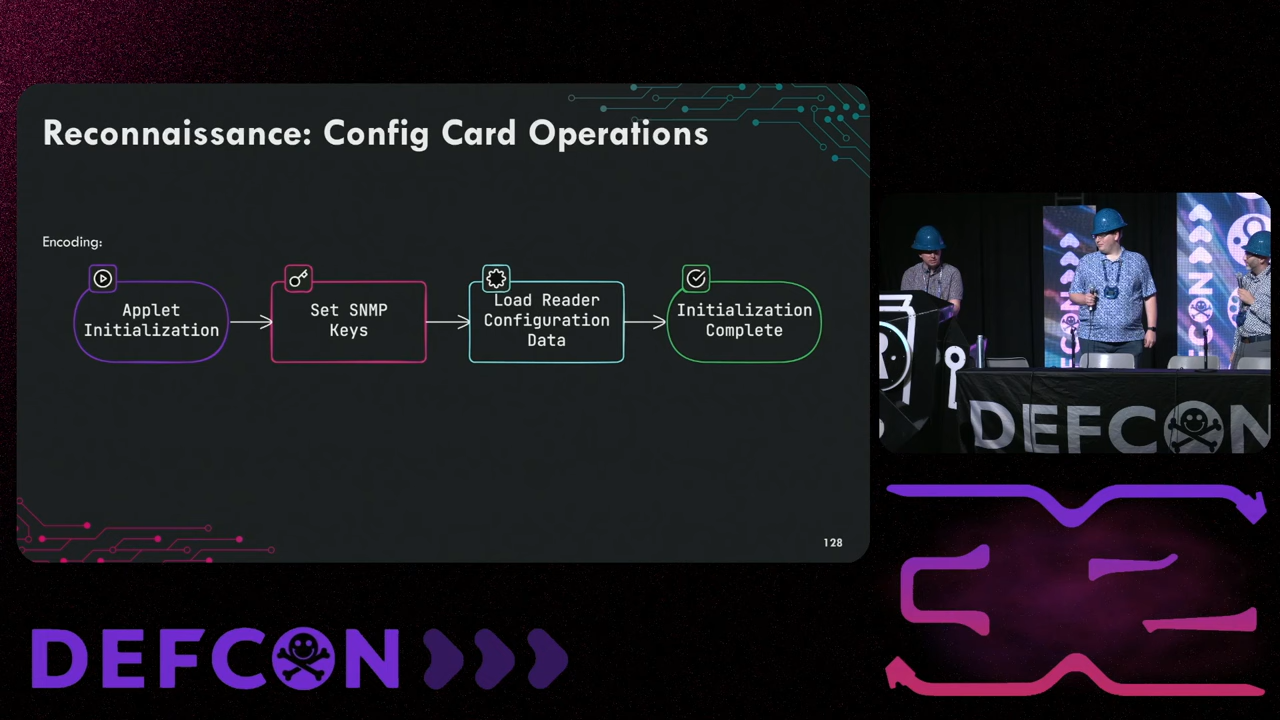 Reconnaissance: Config Card Operations
Encoding:
Applet
Initialization
Set SNMP
Keys
Load Reader
Configuration
Data
Initialization
Complete
128
DEFCON
DEFCON
DEFCON